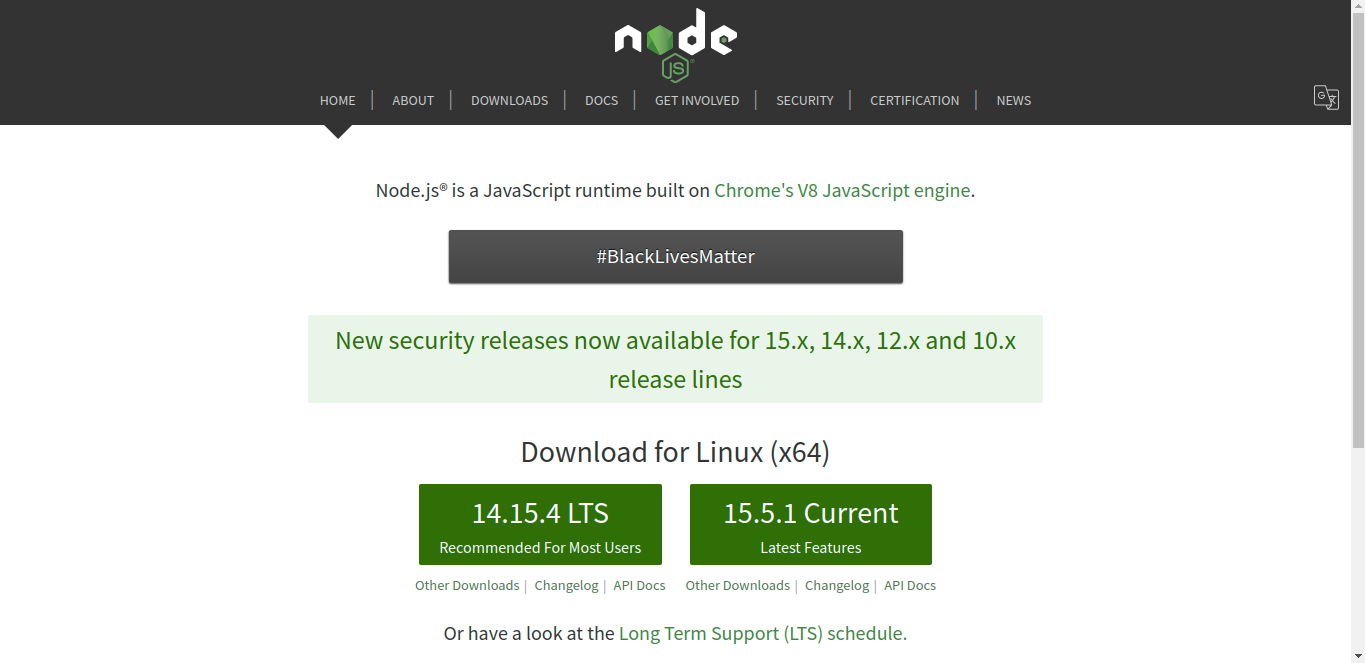 node
JS
HOME | ABOUT | DOWNLOADS | DOCS | GET INVOLVED | SECURITY | CERTIFICATION | NEWS
Node.js® is a JavaScript runtime built on Chrome's V8 JavaScript engine.
#BlackLivesMatter
New security releases now available for 15.x, 14.x, 12.x and 10.x
release lines
Download for Linux (x64)
14.15.4 LTS
Recommended For Most Users
15.5.1 Current
Latest Features
Other Downloads | Changelog | API Docs
Other Downloads | Changelog | API Docs
Or have a look at the Long Term Support (LTS) schedule.